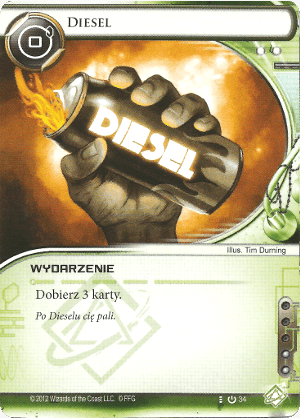 0
DIESEL
DIESEL
Illus. Tim Durning
WYDARZENIE
Dobierz 3 karty.
Po Dieselu cię pali.
© 2012 Wizards of the Coast LLC. © FFG 34